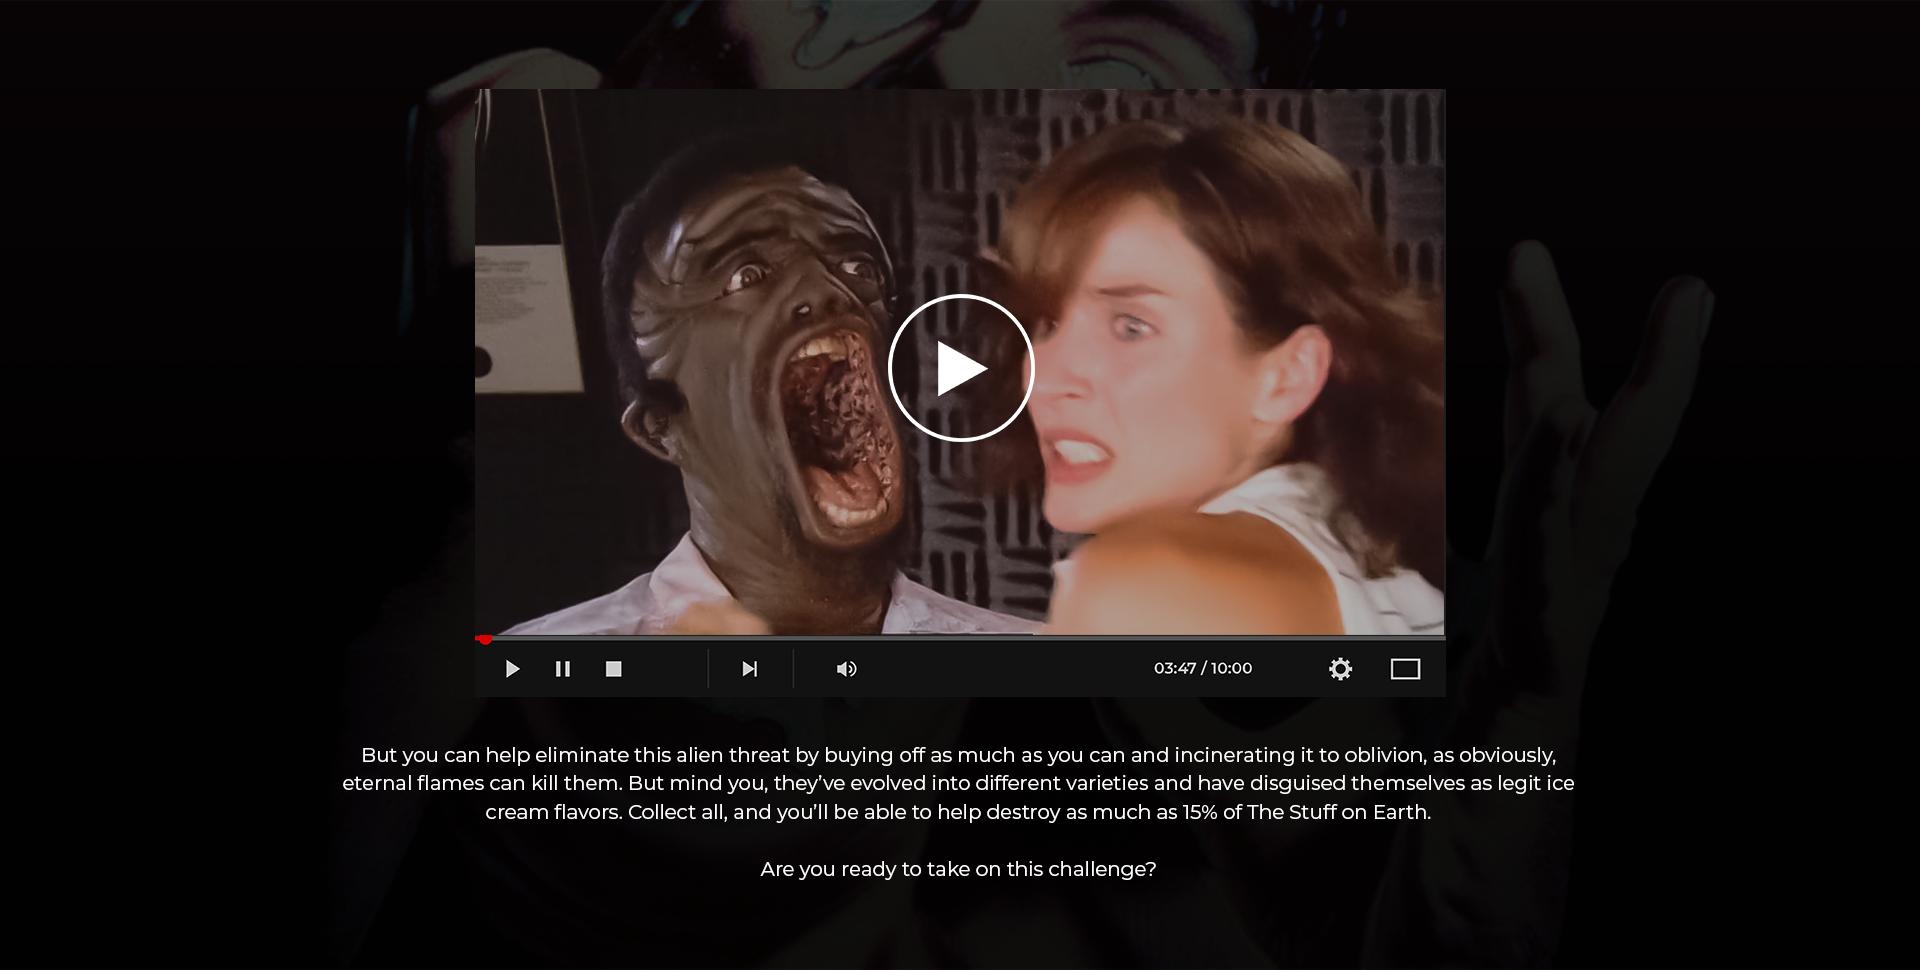 03:47 / 10:00
But you can help eliminate this alien threat by buying off as much as you can and incinerating it to oblivion, as obviously,
eternal flames can kill them. But mind you, they’ve evolved into different varieties and have disguised themselves as legit ice
cream flavors. Collect all, and you’ll be able to help destroy as much as 15% of The Stuff on Earth.
Are you ready to take on this challenge?